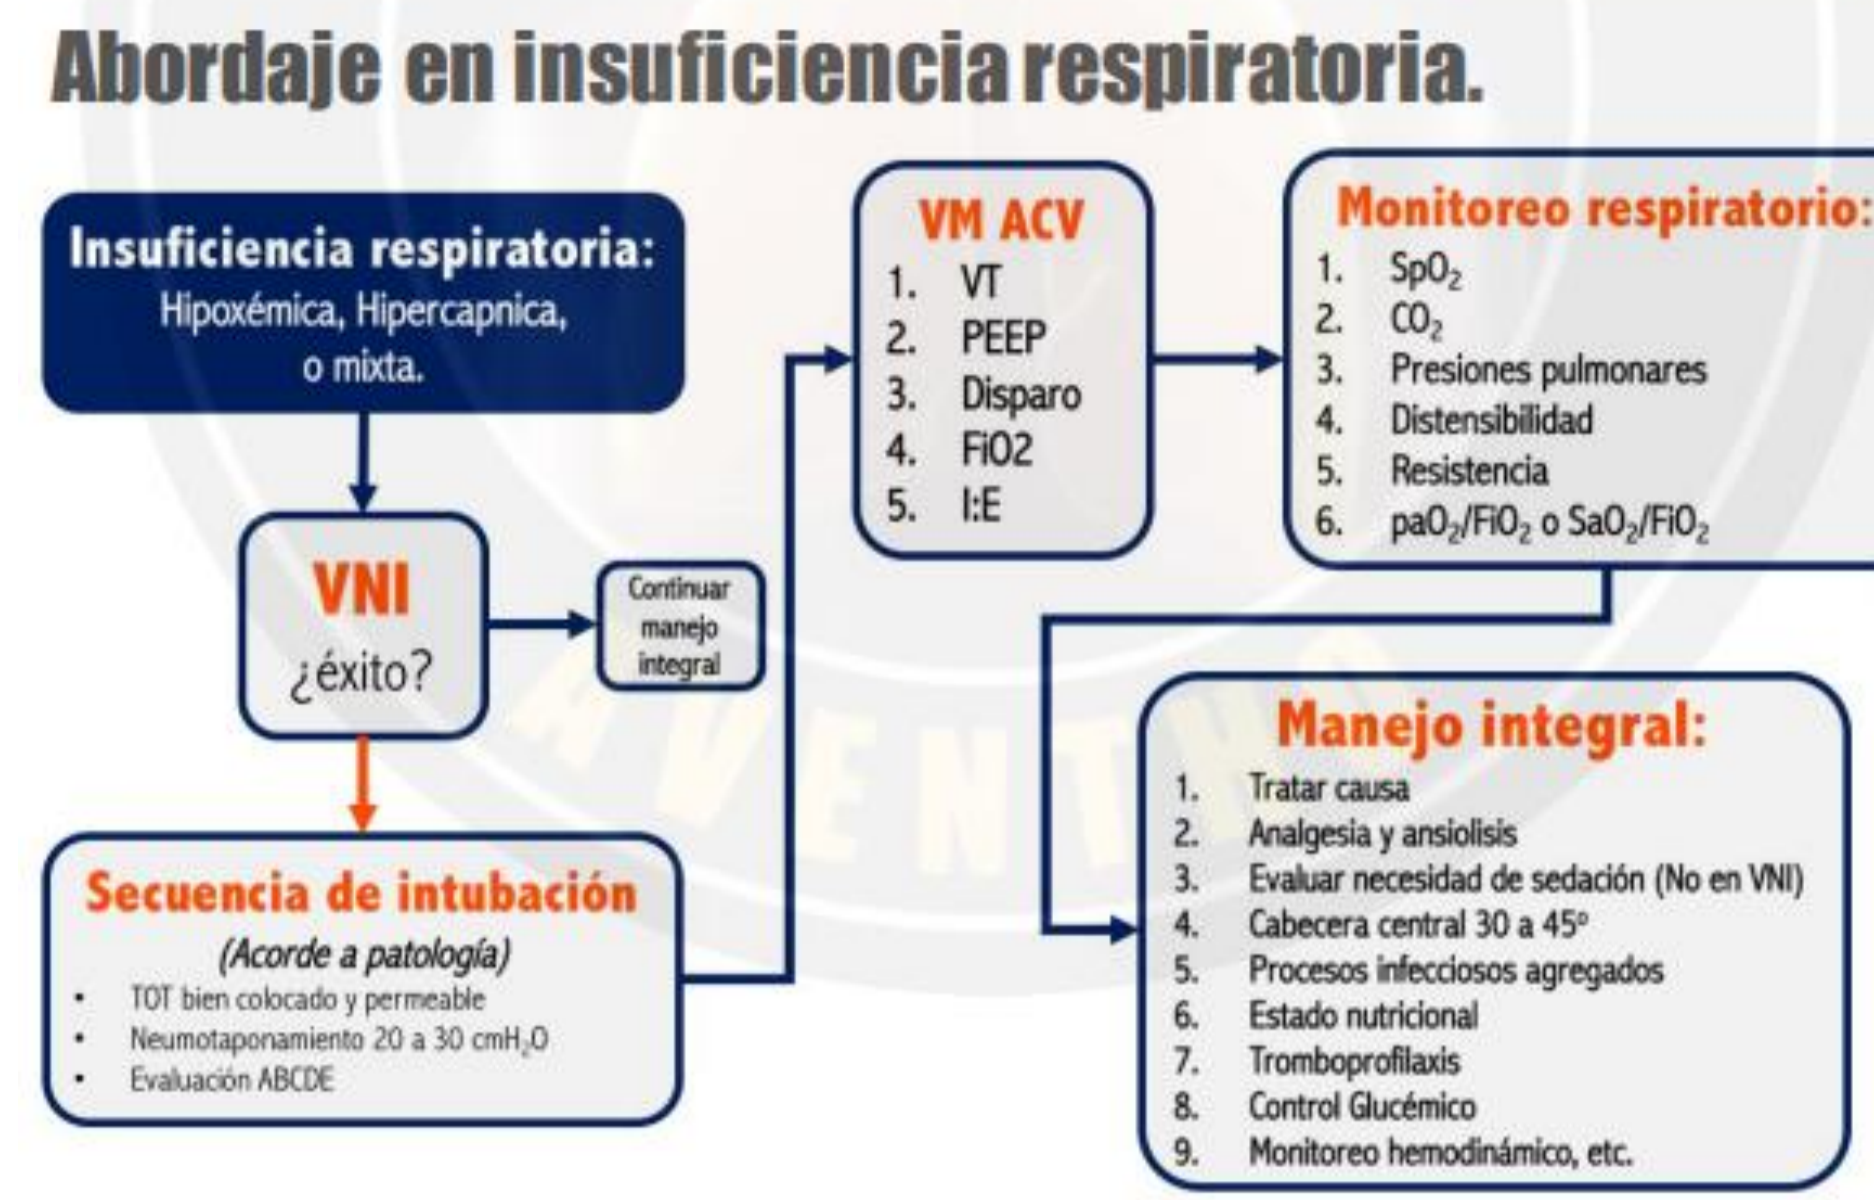 Abordaje en insuficiencia respiratoria.
Insuficiencia respiratoria:
Hipoxémica, Hipercapnica,
o mixta.
VNI
¿éxito?
Continuar
manejo
integral
Secuencia de intubación
(Acorde a patología)
• TOT bien colocado y permeable
• Neumotaponamiento 20 a 30 cmH₂O
• Evaluación ABCDE
VM ACV
1. VT
2. PEEP
3. Disparo
4. FiO2
5. I:E
Monitoreo respiratorio:
1. SpO₂
2. CO₂
3. Presiones pulmonares
4. Distensibilidad
5. Resistencia
6. paO₂/FiO₂ o SaO₂/FiO₂
Manejo integral:
1. Tratar causa
2. Analgesia y ansiolisis
3. Evaluar necesidad de sedación (No en VNI)
4. Cabecera central 30 a 45º
5. Procesos infecciosos agregados
6. Estado nutricional
7. Tromboprofilaxis
8. Control Glucémico
9. Monitoreo hemodinámico, etc.
AVENTHO